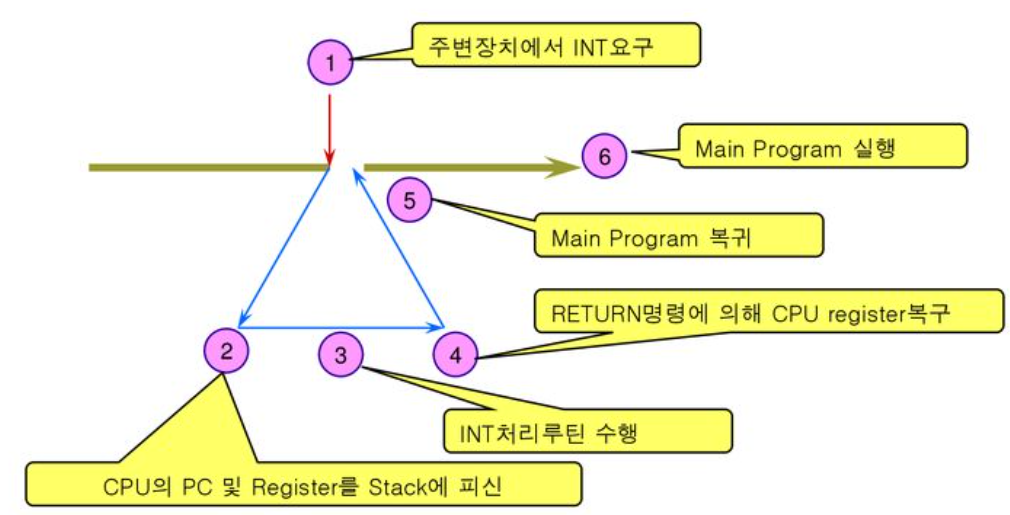 1
주변장치에서 INT요구
6
Main Program 실행
5
Main Program 복귀
RETURN명령에 의해 CPU register복구
2
3
4
INT처리루틴 수행
CPU의 PC 및 Register를 Stack에 피신